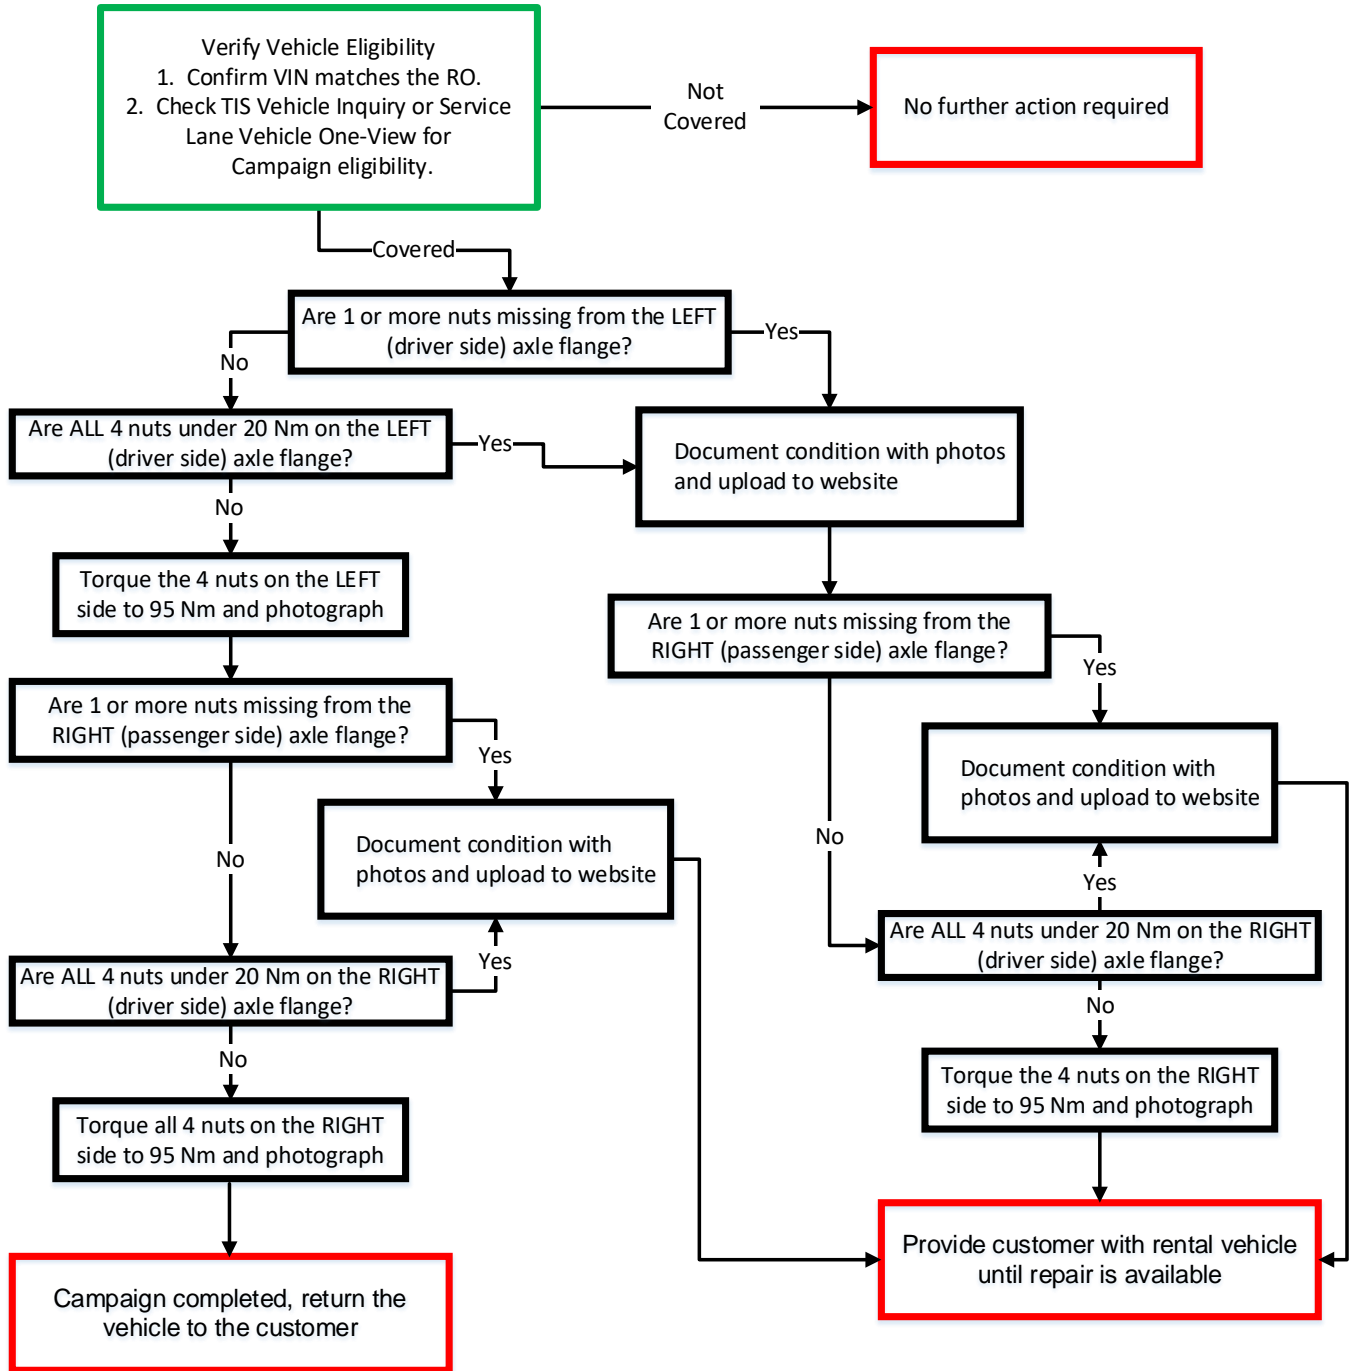 Verify Vehicle Eligibility
1. Confirm VIN matches the RO.
2. Check TIS Vehicle Inquiry or Service
Lane Vehicle One-View for
Campaign eligibility.
Not
Covered
No further action required
Covered
Are 1 or more nuts missing from the LEFT
(driver side) axle flange?
Yes
No
Are ALL 4 nuts under 20 Nm on the LEFT
(driver side) axle flange?
Yes
Document condition with photos
and upload to website
No
Torque the 4 nuts on the LEFT
side to 95 Nm and photograph
Are 1 or more nuts missing from the
RIGHT (passenger side) axle flange?
Yes
Are 1 or more nuts missing from the
RIGHT (passenger side) axle flange?
Yes
Document condition with
photos and upload to website
No
Document condition with
photos and upload to website
No
Yes
Are ALL 4 nuts under 20 Nm on the RIGHT
(driver side) axle flange?
Yes
Are ALL 4 nuts under 20 Nm on the RIGHT
(driver side) axle flange?
No
No
Torque the 4 nuts on the RIGHT
side to 95 Nm and photograph
Torque all 4 nuts on the RIGHT
side to 95 Nm and photograph
Provide customer with rental vehicle
until repair is available
Campaign completed, return the
vehicle to the customer